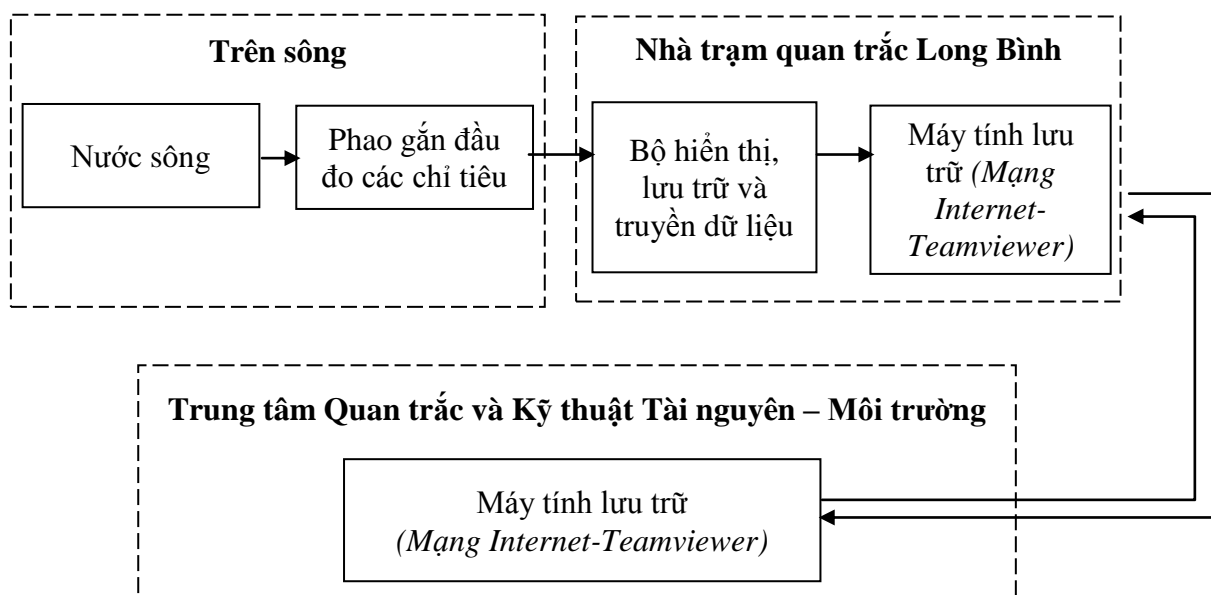 Trên sông
Nước sông
Phao gắn đầu
đo các chỉ tiêu
Nhà trạm quan trắc Long Bình
Bộ hiển thị,
lưu trữ và
truyền dữ liệu
Máy tính lưu
trữ (Mạng
Internet-
Teamviewer)
Trung tâm Quan trắc và Kỹ thuật Tài nguyên – Môi trường
Máy tính lưu trữ
(Mạng Internet-Teamviewer)